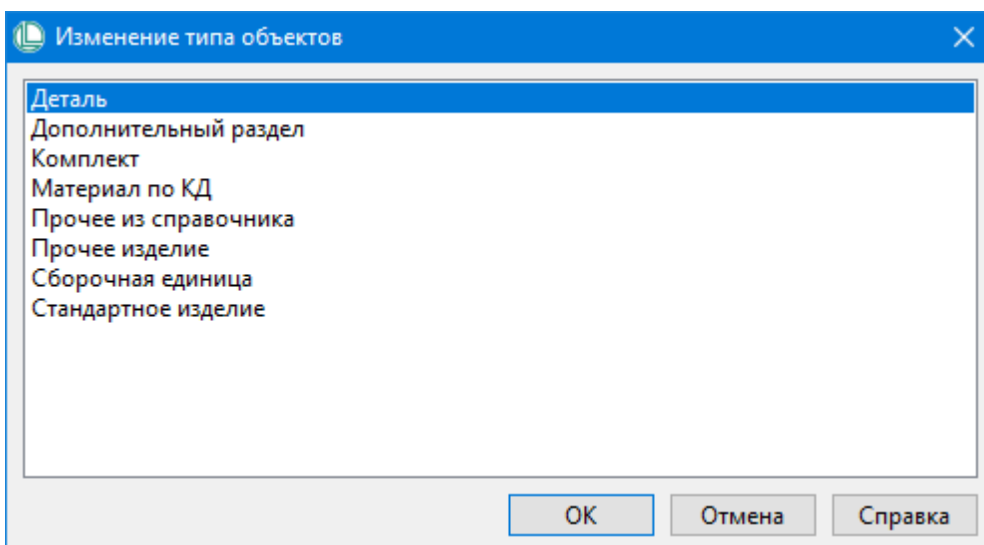 Изменение типа объектов
Деталь
Дополнительный раздел
Комплект
Материал по КД
Прочее из справочника
Прочее изделие
Сборочная единица
Стандартное изделие
ОК Отмена Справка